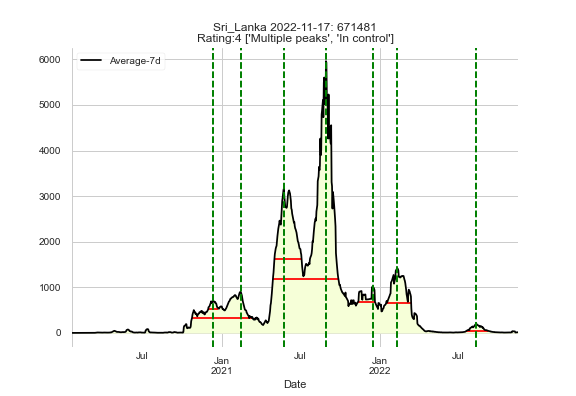 Sri_Lanka 2022-11-17: 671481
Rating:4 ['Multiple peaks', 'In control']
Average-7d
6000
5000
4000
3000
2000
1000
0
Jul
Jan
2021
Jul
Jan
2022
Jul
Date